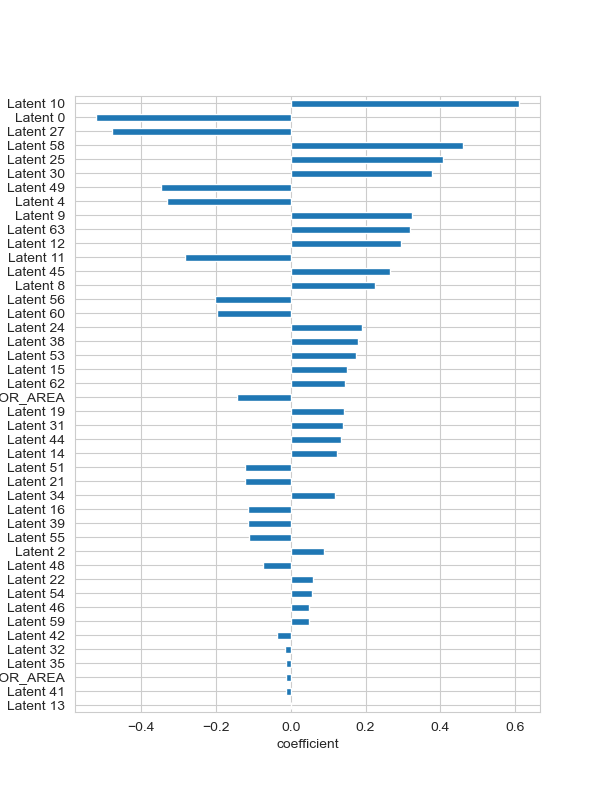 Latent 10
Latent 0
Latent 27
Latent 58
Latent 25
Latent 30
Latent 49
Latent 4
Latent 9
Latent 63
Latent 12
Latent 11
Latent 45
Latent 8
Latent 56
Latent 60
Latent 24
Latent 38
Latent 53
Latent 15
Latent 62
OR_AREA
Latent 19
Latent 31
Latent 44
Latent 14
Latent 51
Latent 21
Latent 34
Latent 16
Latent 39
Latent 55
Latent 2
Latent 48
Latent 22
Latent 54
Latent 46
Latent 59
Latent 42
Latent 32
Latent 35
OR_AREA
Latent 41
Latent 13
−0.4 −0.2 0.0 0.2 0.4 0.6
coefficient